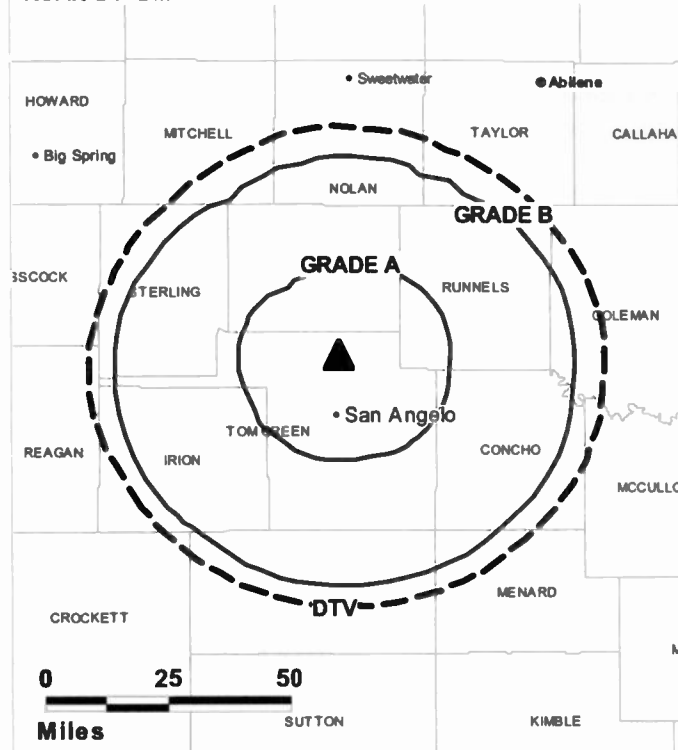 Sweetwater
Abilene
HOWARD
MITCHELL
TAYLOR
CALLAHA
Big Spring
NOLAN
GRADE B
GRADE A
SSCOCK
STERLING
RUNNELS
COLEMAN
San Angelo
TOM GREEN
REAGAN
IRION
CONCHO
MCCULLO
DTV
MENARD
CROCKETT
0 25 50
Miles
SUTTON
KIMBLE
M